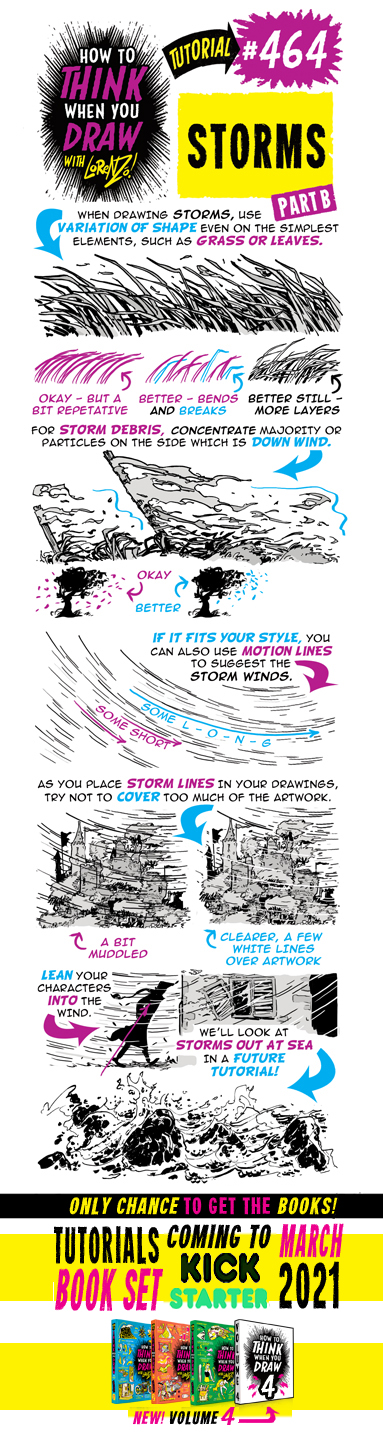 HOW TO
THINK
WHEN YOU
DRAW
WITH LORENZO!
TUTORIAL
#464
STORMS
PART B
WHEN DRAWING STORMS, USE
VARIATION OF SHAPE EVEN ON THE SIMPLEST
ELEMENTS, SUCH AS GRASS OR LEAVES.
OKAY - BUT A
BIT REPETATIVE
BETTER - BENDS
AND BREAKS
BETTER STILL -
MORE LAYERS
FOR STORM DEBRIS, CONCENTRATE MAJORITY OR
PARTICLES ON THE SIDE WHICH IS DOWN WIND.
OKAY
BETTER
IF IT FITS YOUR STYLE, YOU
CAN ALSO USE MOTION LINES
TO SUGGEST THE
STORM WINDS.
SOME SHORT
SOME L - O - N - G
AS YOU PLACE STORM LINES IN YOUR DRAWINGS,
TRY NOT TO COVER TOO MUCH OF THE ARTWORK.
A BIT
MUDDLED
CLEARER, A FEW
WHITE LINES
OVER ARTWORK
LEAN YOUR
CHARACTERS
INTO THE
WIND.
WE'LL LOOK AT
STORMS OUT AT SEA
IN A FUTURE
TUTORIAL!
ONLY CHANCE TO GET THE BOOKS!
TUTORIALS
BOOK SET
COMING TO
KICK
STARTER
MARCH
2021
HOW TO
THINK
WHEN YOU
DRAW
4
NEW! VOLUME 4